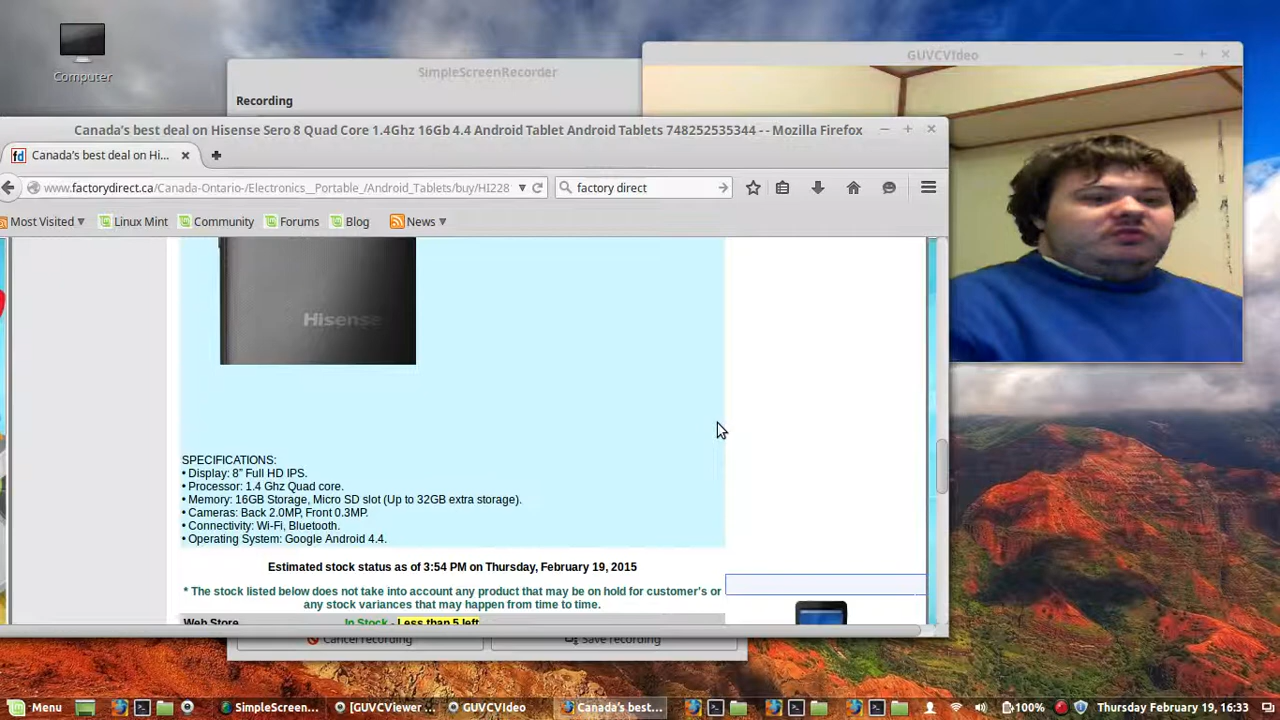 Computer
SimpleScreenRecorder
GUVCVideo
Recording
Canada's best deal on Hisense Sero 8 Quad Core 1.4Ghz 16Gb 4.4 Android Tablet Android Tablets 748252535344 - - Mozilla Firefox
fd Canada's best deal on Hi...
www.factorydirect.ca/Canada-Ontario-/Electronics__Portable_/Android_Tablets/buy/HI228
factory direct
Most Visited
Linux Mint
Community
Forums
Blog
News
Hisense
SPECIFICATIONS:
• Display: 8" Full HD IPS.
• Processor: 1.4 Ghz Quad core.
• Memory: 16GB Storage, Micro SD slot (Up to 32GB extra storage).
• Cameras: Back 2.0MP, Front 0.3MP.
• Connectivity: Wi-Fi, Bluetooth.
• Operating System: Google Android 4.4.
Estimated stock status as of 3:54 PM on Thursday, February 19, 2015
* The stock listed below does not take into account any product that may be on hold for customer's or
any stock variances that may happen from time to time.
Web Store In Stock - Less than 5 left
Cancel recording
Save recording
Menu
SimpleScreen...
[GUVCViewer ...
GUVCVIdeo
Canada's best...
100%
Thursday February 19, 16:33